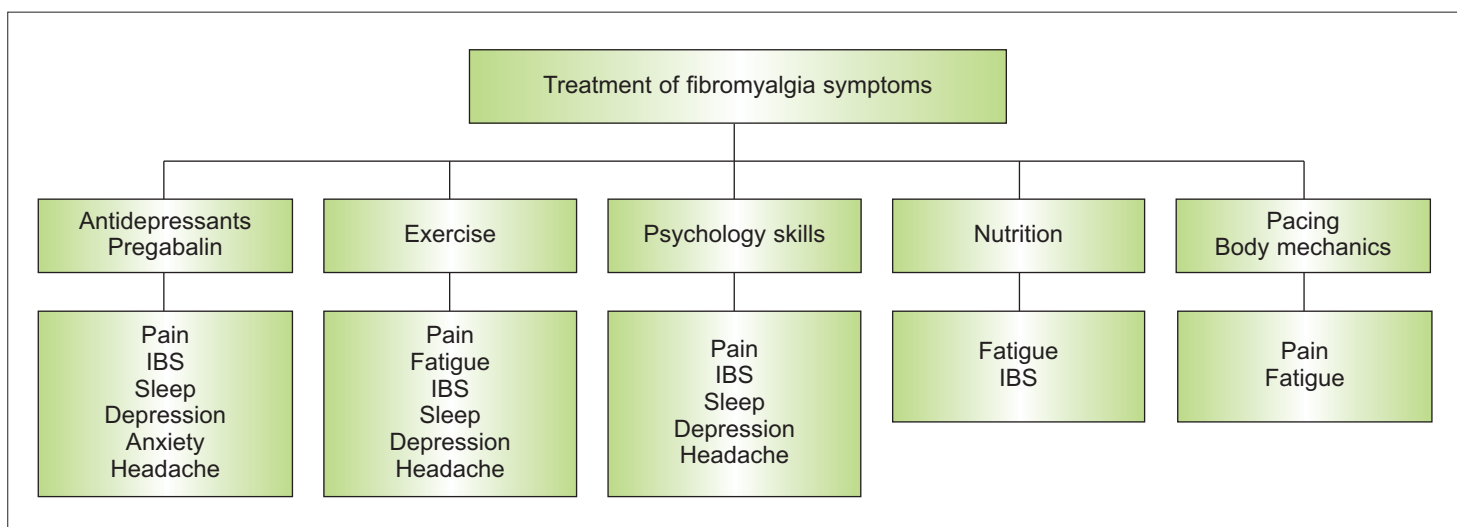 Treatment of fibromyalgia symptoms
Antidepressants
Pregabalin
Exercise
Psychology skills
Nutrition
Pacing
Body mechanics
Pain
IBS
Sleep
Depression
Anxiety
Headache
Pain
Fatigue
IBS
Sleep
Depression
Headache
Pain
IBS
Sleep
Depression
Headache
Fatigue
IBS
Pain
Fatigue